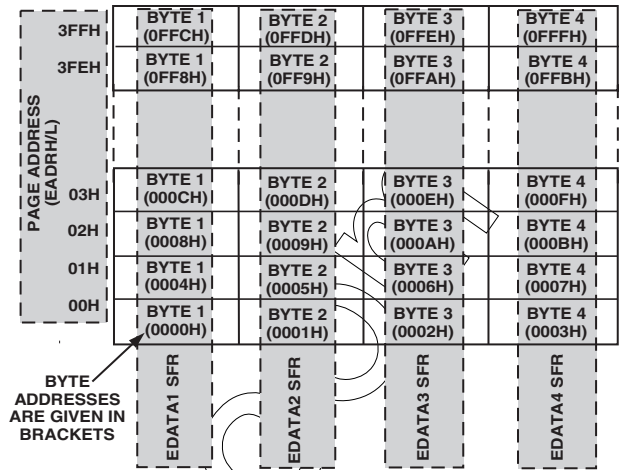 3FFH
BYTE 1 BYTE 2 BYTE 3 BYTE 4
(0FFCH) (0FFDH) (0FFEH) (0FFFH)
3FEH
BYTE 1 BYTE 2 BYTE 3 BYTE 4
(0FF8H) (0FF9H) (0FFAH) (0FFBH)
PAGE ADDRESS
(EADRH/L)
03H
BYTE 1 BYTE 2 BYTE 3 BYTE 4
(000CH) (000DH) (000EH) (000FH)
02H
BYTE 1 BYTE 2 BYTE 3 BYTE 4
(0008H) (0009H) (000AH) (000BH)
01H
BYTE 1 BYTE 2 BYTE 3 BYTE 4
(0004H) (0005H) (0006H) (0007H)
00H
BYTE 1 BYTE 2 BYTE 3 BYTE 4
(0000H) (0001H) (0002H) (0003H)
BYTE
ADDRESSES
ARE GIVEN IN
BRACKETS
EDATA1 SFR
EDATA2 SFR
EDATA3 SFR
EDATA4 SFR